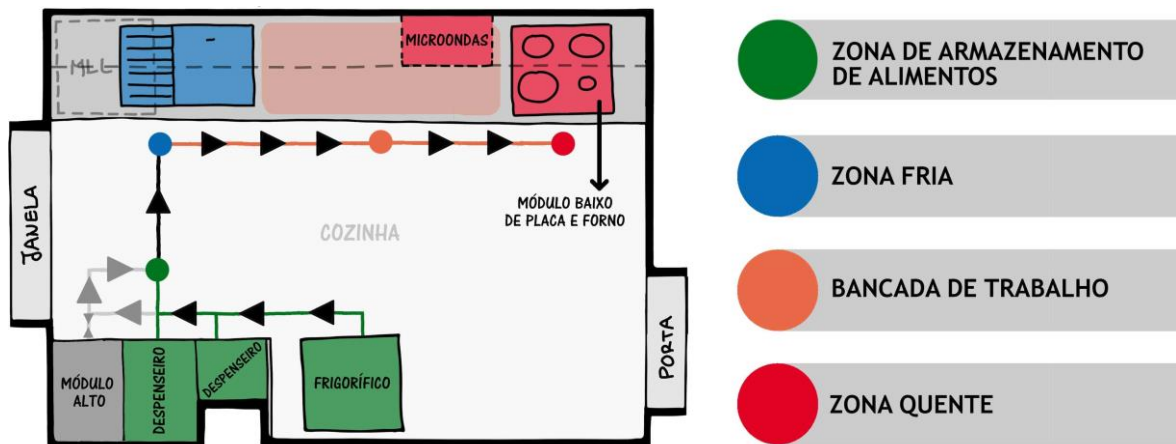 MLL
MICROONDAS
JANELA
MÓDULO BAIXO
DE PLACA E FORNO
COZINHA
PORTA
MÓDULO
ALTO
DESPENSEIRO
DESPENSEIRO
FRIGORÍFICO
ZONA DE ARMAZENAMENTO
DE ALIMENTOS
ZONA FRIA
BANCADA DE TRABALHO
ZONA QUENTE